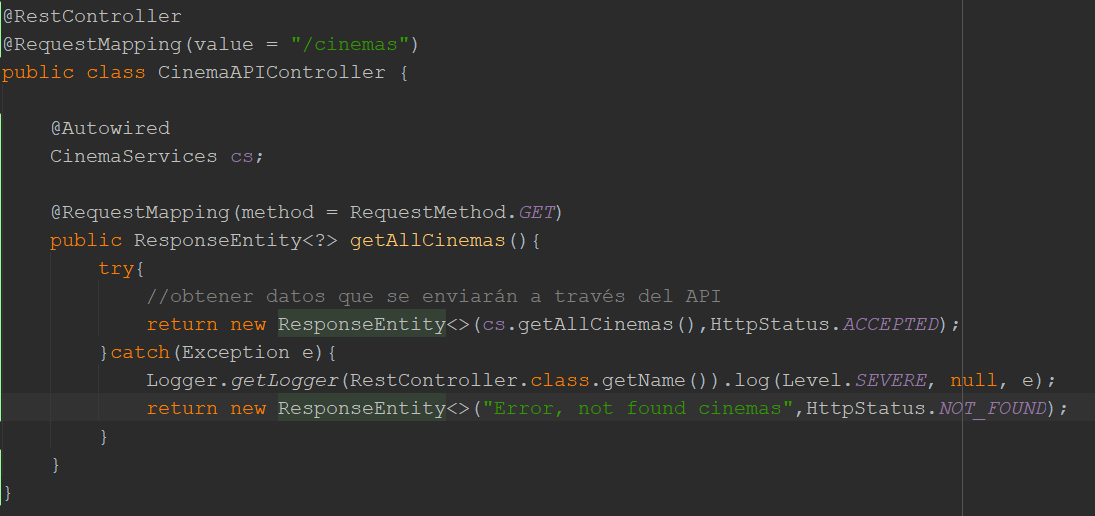 @RestController
@RequestMapping(value = "/cinemas")
public class CinemaAPIController {
@Autowired
CinemaServices cs;
@RequestMapping(method = RequestMethod.GET)
public ResponseEntity<?> getAllCinemas(){
try{
//obtener datos que se enviarán a través del API
return new ResponseEntity<>(cs.getAllCinemas(),HttpStatus.ACCEPTED);
}catch(Exception e){
Logger.getLogger(RestController.class.getName()).log(Level.SEVERE, null, e);
return new ResponseEntity<>("Error, not found cinemas",HttpStatus.NOT_FOUND);
}
}
}